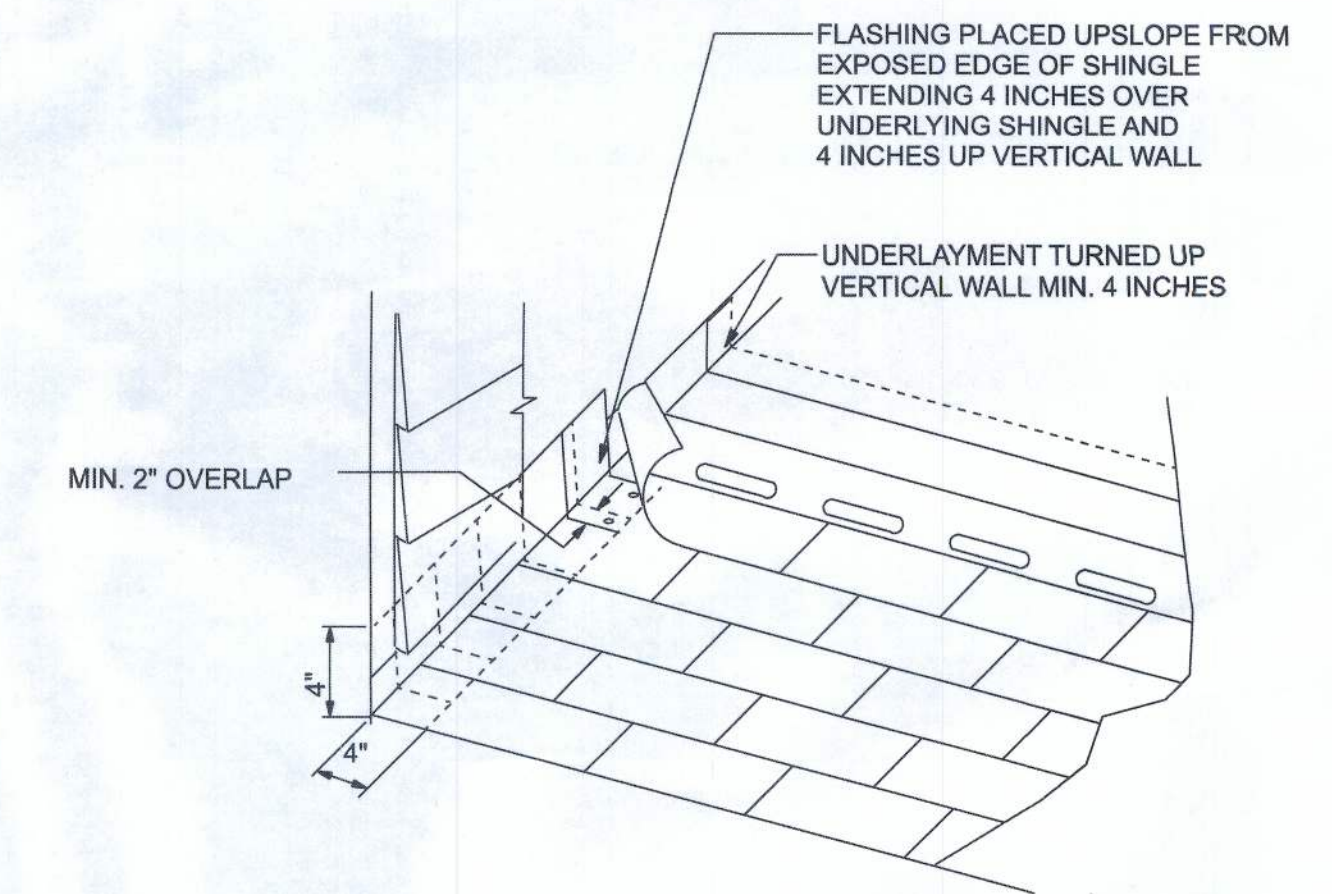 FLASHING PLACED UPSLOPE FROM
EXPOSED EDGE OF SHINGLE
EXTENDING 4 INCHES OVER
UNDERLYING SHINGLE AND
4 INCHES UP VERTICAL WALL
UNDERLAYMENT TURNED UP
VERTICAL WALL MIN. 4 INCHES
MIN. 2" OVERLAP
4"
4"